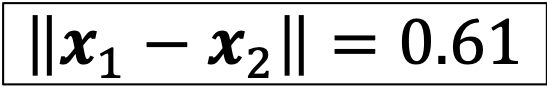 ‖𝒙₁ − 𝒙₂‖ = 0.61